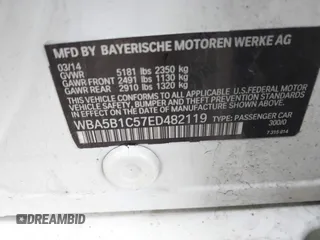 MFD BY BAYERISCHE MOTOREN WERKE AG
03/14
GVWR 5181 lbs 2350 kg
GAWR FRONT 2491 lbs 1130 kg
GAWR REAR 2910 lbs 1320 kg
THIS VEHICLE CONFORMS TO ALL APPLICABLE U.S. FEDERAL MOTOR
VEHICLE SAFETY, BUMPER, AND THEFT PREVENTION STANDARDS IN
EFFECT ON THE DATE OF MANUFACTURE SHOWN ABOVE.
WBA5B1C57ED482119 TYPE: PASSENGER CAR
DREAMBID